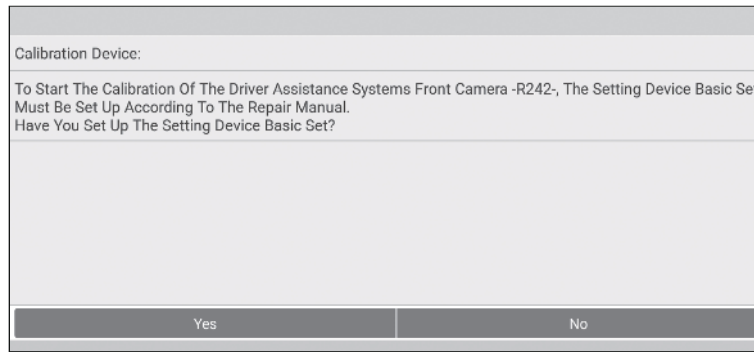 Calibration Device:
To Start The Calibration Of The Driver Assistance Systems Front Camera -R242-, The Setting Device Basic Se
Must Be Set Up According To The Repair Manual.
Have You Set Up The Setting Device Basic Set?
Yes
No